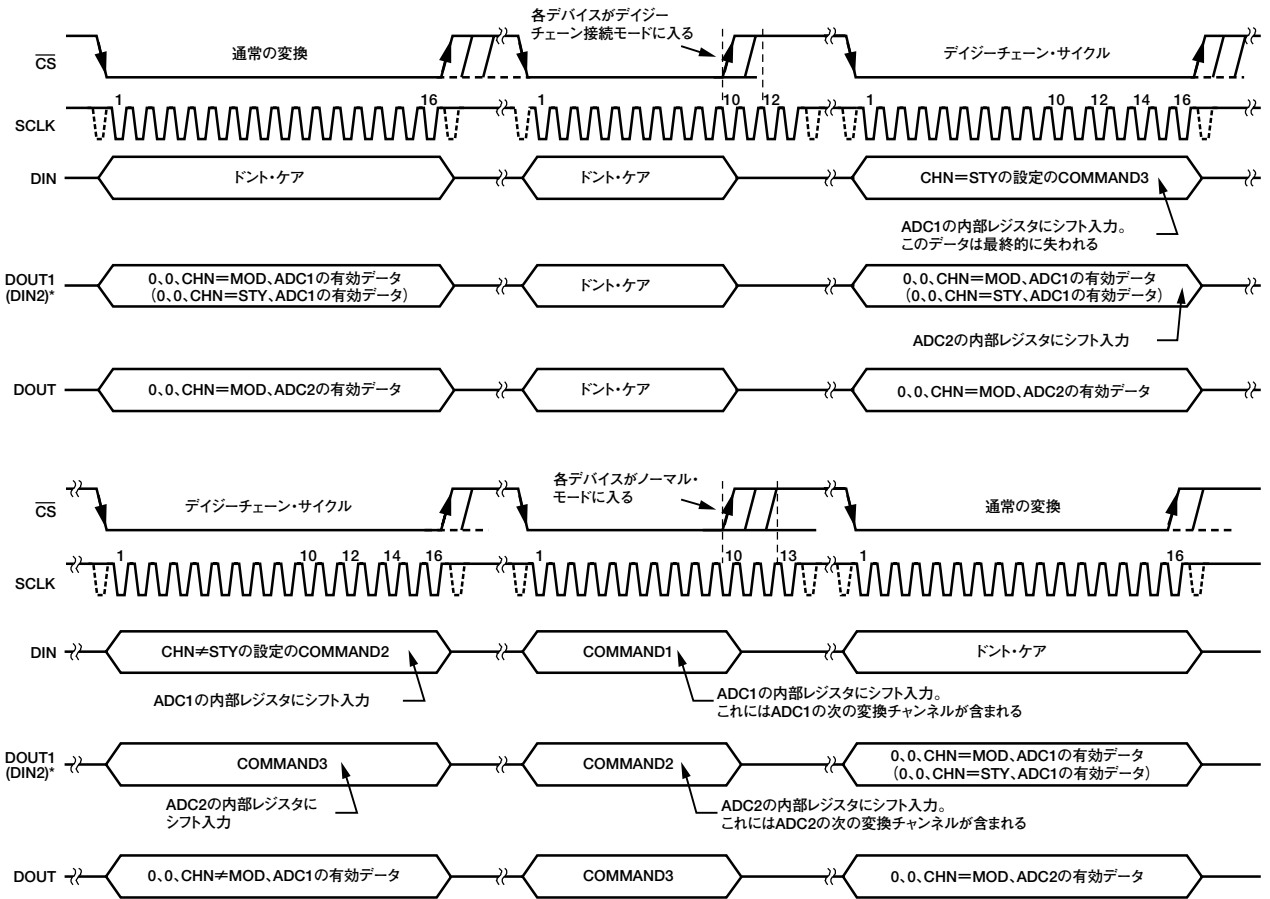 各デバイスがデイジー
チェーン接続モードに入る
CS
通常の変換
デイジーチェーン・サイクル
SCLK
1 16 1 10 12 1 10 12 14 16
DIN
ドント・ケア
ドント・ケア
CHN=STYの設定のCOMMAND3
ADC1の内部レジスタにシフト入力。
このデータは最終的に失われる
DOUT1
(DIN2)*
0、0、CHN=MOD、ADC1の有効データ
(0、0、CHN=STY、ADC1の有効データ)
ドント・ケア
0、0、CHN=MOD、ADC1の有効データ
(0、0、CHN=STY、ADC1の有効データ)
ADC2の内部レジスタにシフト入力
DOUT
0、0、CHN=MOD、ADC2の有効データ
ドント・ケア
0、0、CHN=MOD、ADC2の有効データ
各デバイスがノーマル・
モードに入る
CS
デイジーチェーン・サイクル
通常の変換
SCLK
1 10 12 14 16 1 10 13 1 16
DIN
CHN≠STYの設定のCOMMAND2
COMMAND1
ドント・ケア
ADC1の内部レジスタにシフト入力
ADC1の内部レジスタにシフト入力。
これにはADC1の次の変換チャンネルが含まれる
DOUT1
(DIN2)*
COMMAND3
COMMAND2
0、0、CHN=MOD、ADC1の有効データ
(0、0、CHN=STY、ADC1の有効データ)
ADC2の内部レジスタに
シフト入力
ADC2の内部レジスタにシフト入力。
これにはADC2の次の変換チャンネルが含まれる
DOUT
0、0、CHN≠MOD、ADC1の有効データ
COMMAND3
0、0、CHN=MOD、ADC2の有効データ